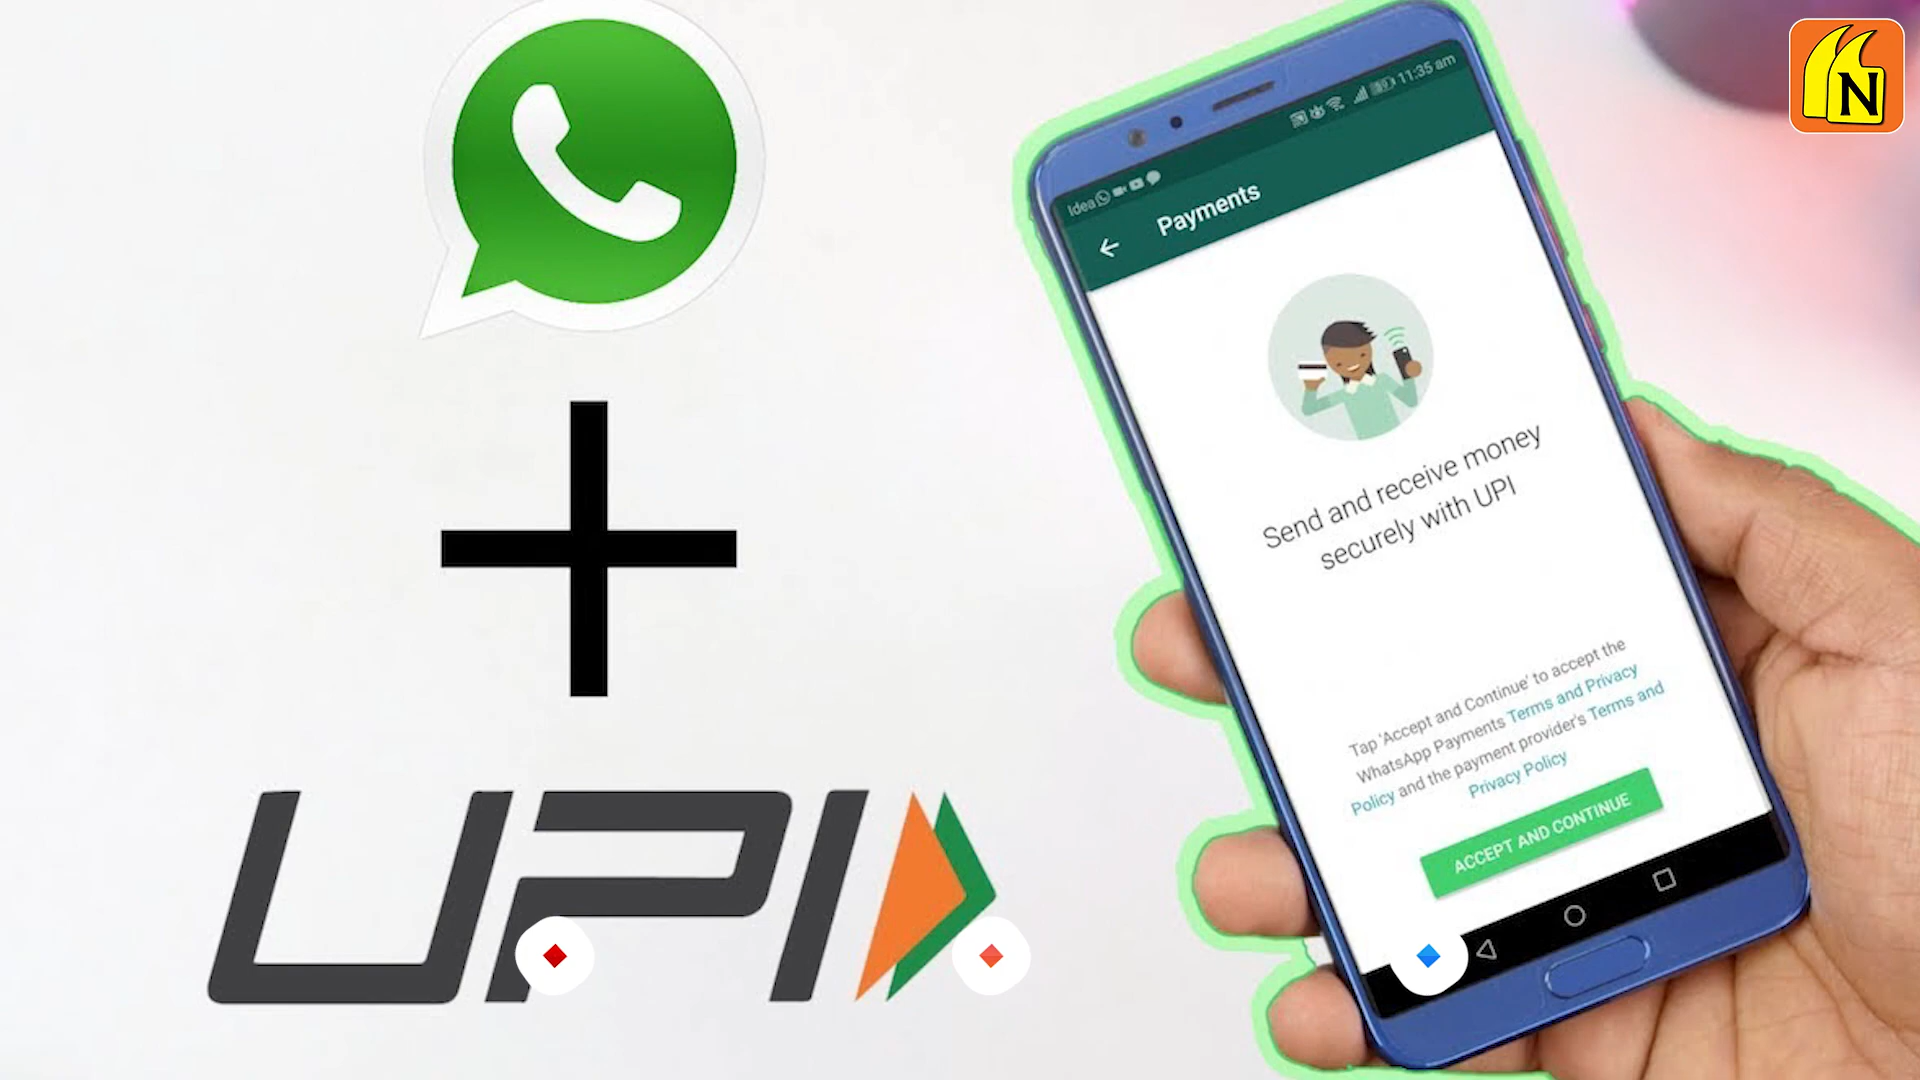 N
UPI
Idea
11:35 am
Payments
Send and receive money
securely with UPI
Tap 'Accept and Continue' to accept the
WhatsApp Payments Terms and Privacy
Policy and the payment provider's Terms and
Privacy Policy
ACCEPT AND CONTINUE